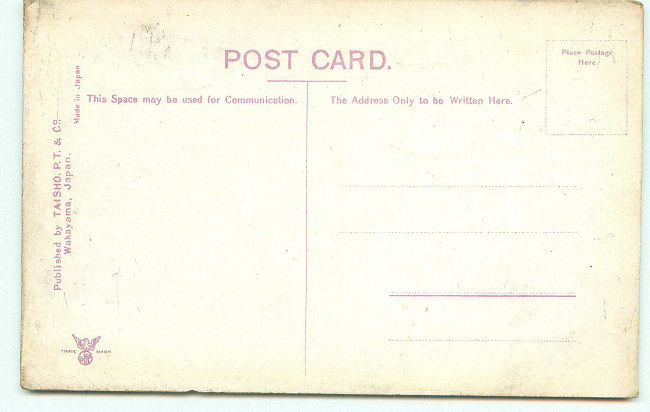 POST CARD.
Place Postage
Here
This Space may be used for Communication.
The Address Only to be Written Here.
Made in Japan
Published by TAISHO. P. T. & Co.
Wakayama, Japan.
TRADE MARK